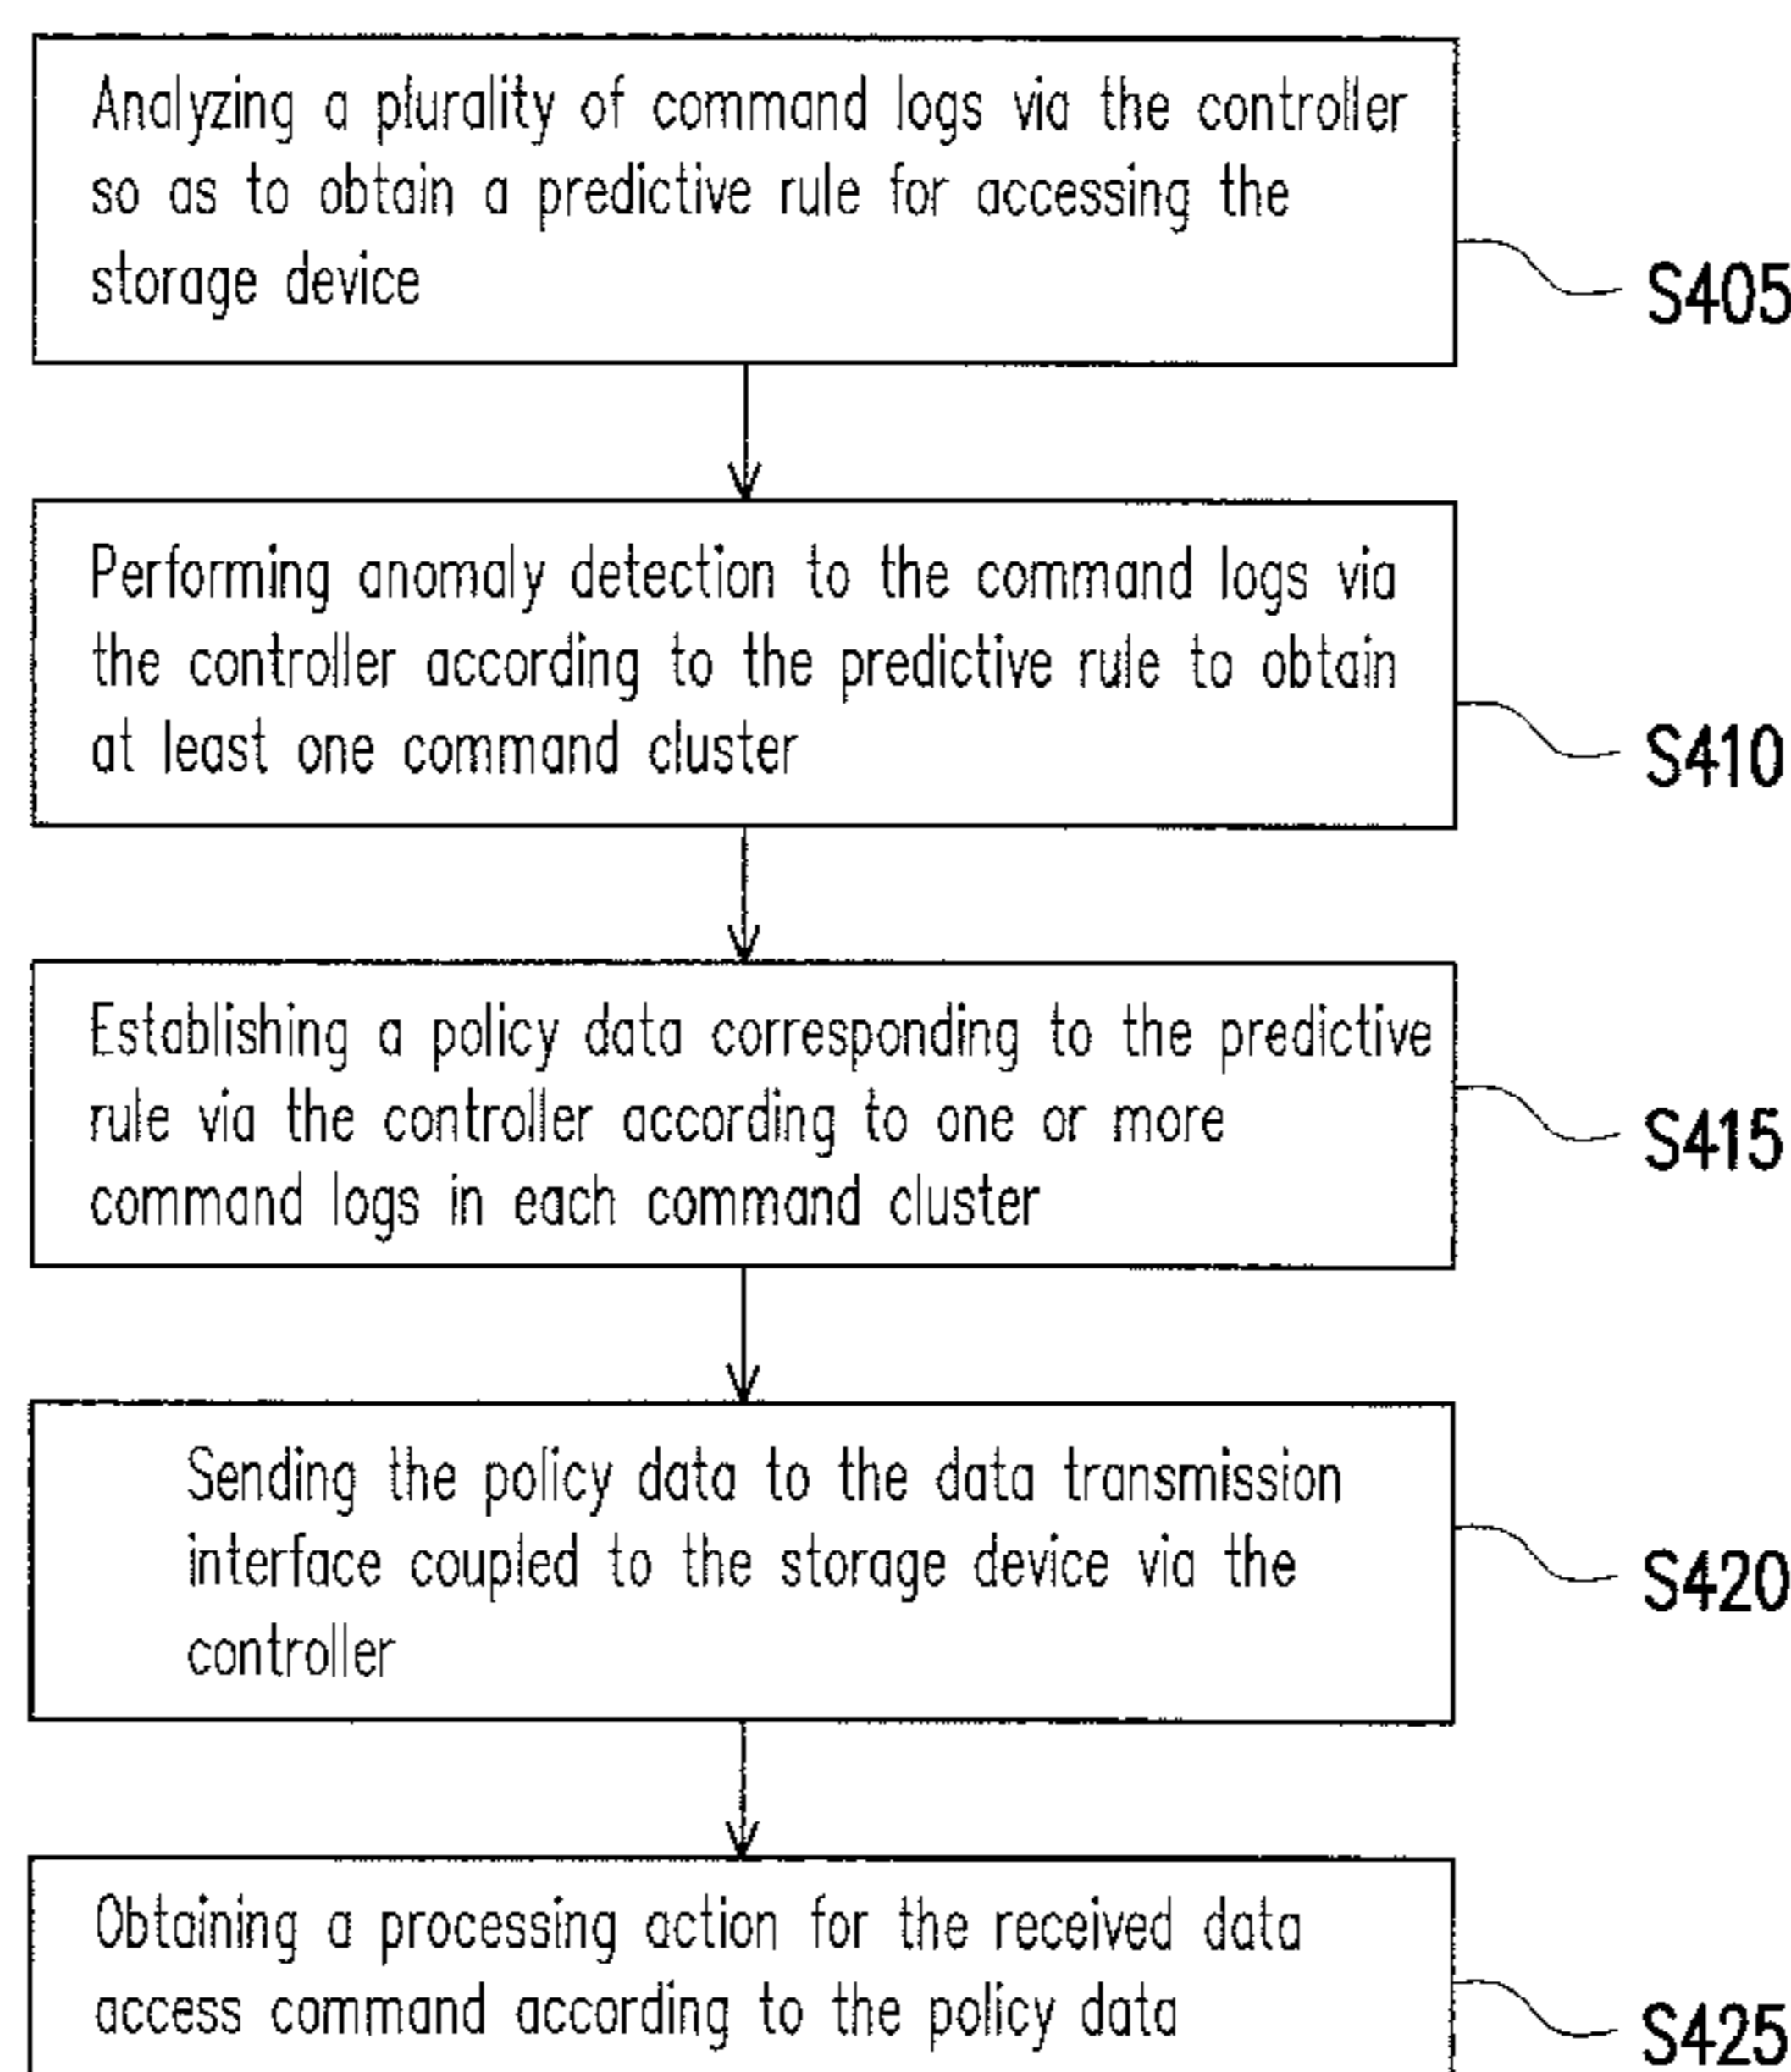 Analyzing a plurality of command logs via the controller
so as to obtain a predictive rule for accessing the
storage device
S405
Performing anomaly detection to the command logs via
the controller according to the predictive rule to obtain
at least one command cluster
S410
Establishing a policy data corresponding to the predictive
rule via the controller according to one or more
command logs in each command cluster
S415
Sending the policy data to the data transmission
interface coupled to the storage device via the
controller
S420
Obtaining a processing action for the received data
access command according to the policy data
S425